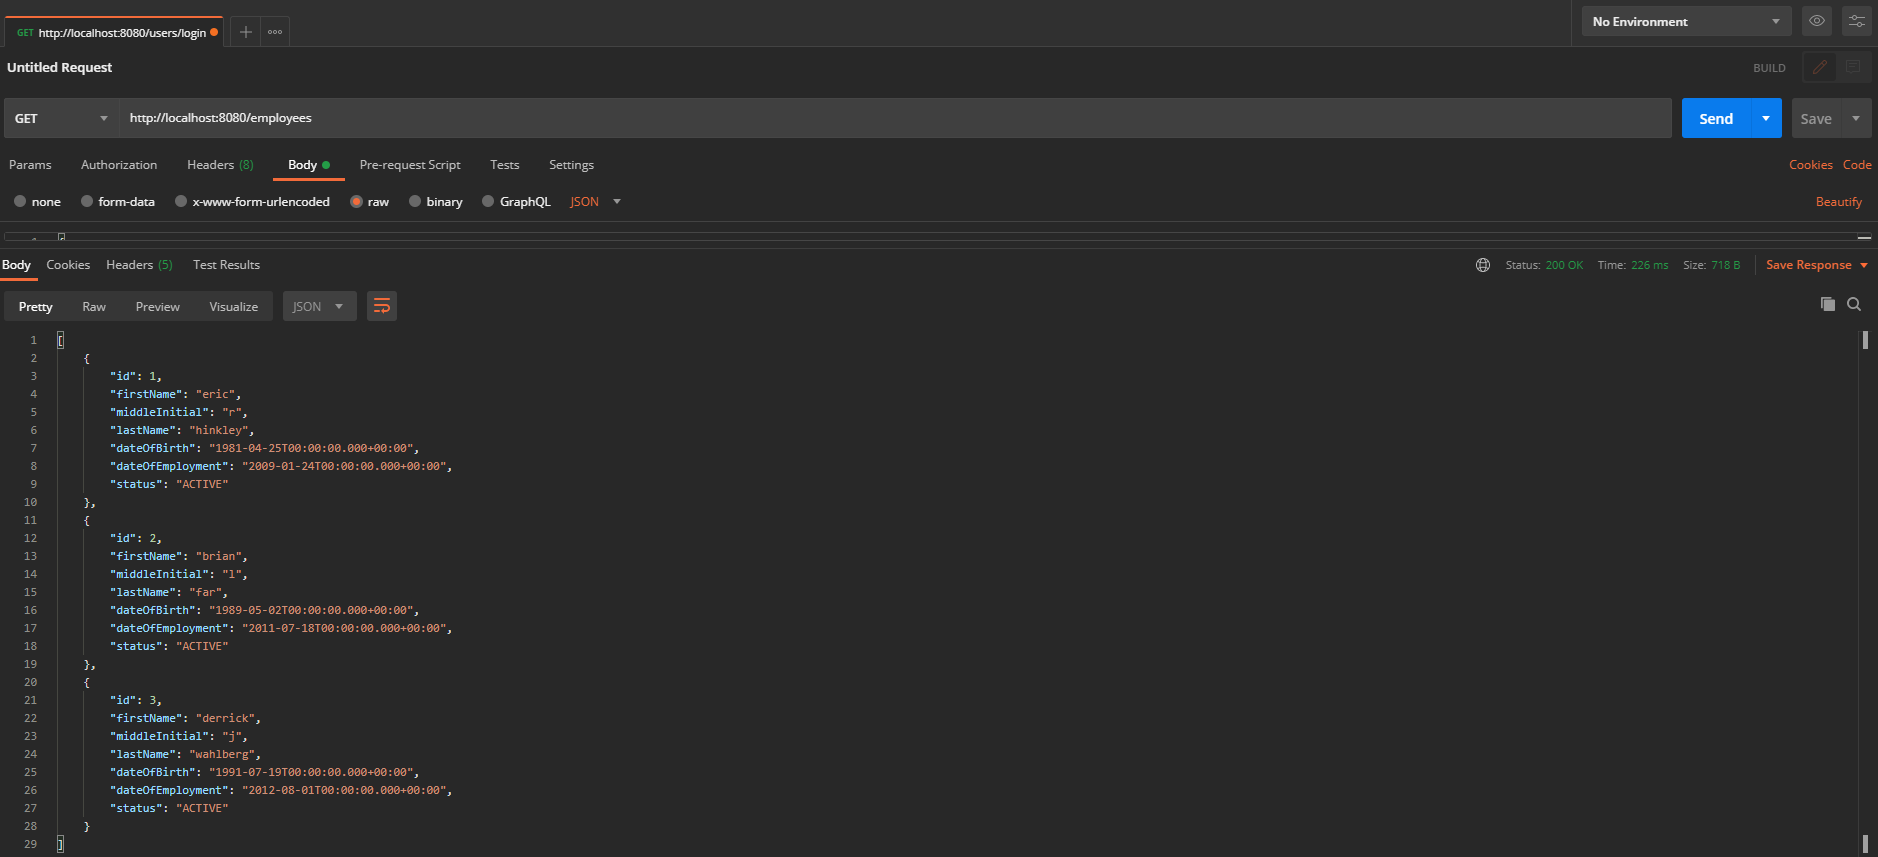 GET http://localhost:8080/users/login
No Environment
Untitled Request
BUILD
GET http://localhost:8080/employees Send Save
Params Authorization Headers (8) Body Pre-request Script Tests Settings Cookies Code
none form-data x-www-form-urlencoded raw binary GraphQL JSON Beautify
Body Cookies Headers (5) Test Results Status: 200 OK Time: 226 ms Size: 718 B Save Response
Pretty Raw Preview Visualize JSON
1 [
2 {
3 "id": 1,
4 "firstName": "eric",
5 "middleInitial": "r",
6 "lastName": "hinkley",
7 "dateOfBirth": "1981-04-25T00:00:00.000+00:00",
8 "dateOfEmployment": "2009-01-24T00:00:00.000+00:00",
9 "status": "ACTIVE"
10 },
11 {
12 "id": 2,
13 "firstName": "brian",
14 "middleInitial": "l",
15 "lastName": "far",
16 "dateOfBirth": "1989-05-02T00:00:00.000+00:00",
17 "dateOfEmployment": "2011-07-18T00:00:00.000+00:00",
18 "status": "ACTIVE"
19 },
20 {
21 "id": 3,
22 "firstName": "derrick",
23 "middleInitial": "j",
24 "lastName": "wahlberg",
25 "dateOfBirth": "1991-07-19T00:00:00.000+00:00",
26 "dateOfEmployment": "2012-08-01T00:00:00.000+00:00",
27 "status": "ACTIVE"
28 }
29 ]